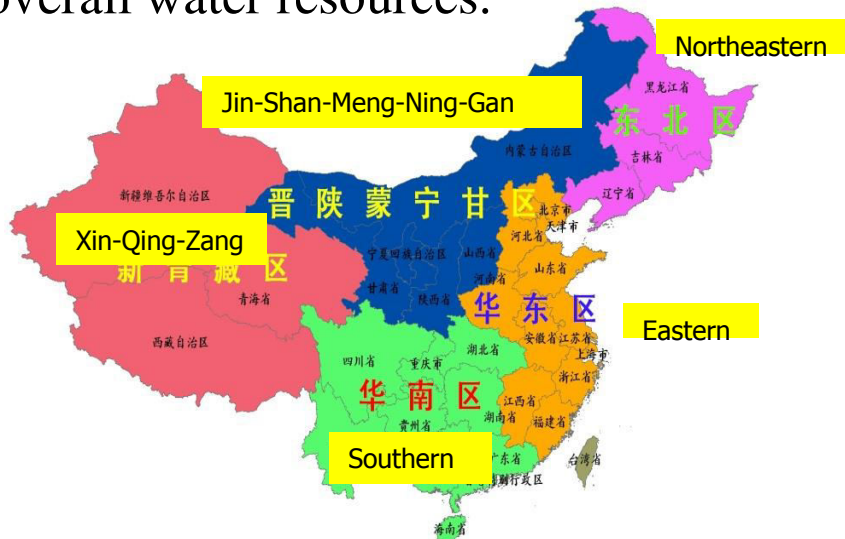 overall water resources:
Northeastern
Jin-Shan-Meng-Ning-Gan
黑龙江省
东北区
内蒙古自治区
吉林省
辽宁省
新疆维吾尔自治区
晋陕蒙宁甘区
北京市
天津市
河北省
Xin-Qing-Zang
新青藏区
宁夏回族自治区
山西省
山东省
青海省
甘肃省
陕西省
河南省
华东区
Eastern
西藏自治区
安徽省
江苏省
上海市
四川省
重庆市
湖北省
浙江省
华南区
江西省
湖南省
贵州省
福建省
Southern
广东省
台湾省
别行政区
海南省